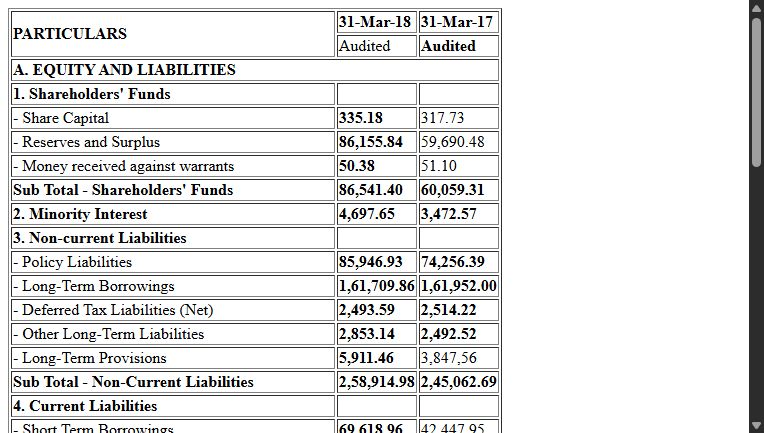 PARTICULARS 31-Mar-18 31-Mar-17
Audited Audited
A. EQUITY AND LIABILITIES
1. Shareholders' Funds
- Share Capital 335.18 317.73
- Reserves and Surplus 86,155.84 59,690.48
- Money received against warrants 50.38 51.10
Sub Total - Shareholders' Funds 86,541.40 60,059.31
2. Minority Interest 4,697.65 3,472.57
3. Non-current Liabilities
- Policy Liabilities 85,946.93 74,256.39
- Long-Term Borrowings 1,61,709.86 1,61,952.00
- Deferred Tax Liabilities (Net) 2,493.59 2,514.22
- Other Long-Term Liabilities 2,853.14 2,492.52
- Long-Term Provisions 5,911.46 3,847,56
Sub Total - Non-Current Liabilities 2,58,914.98 2,45,062.69
4. Current Liabilities
- Short Term Borrowings 69,618.96 42,447.95